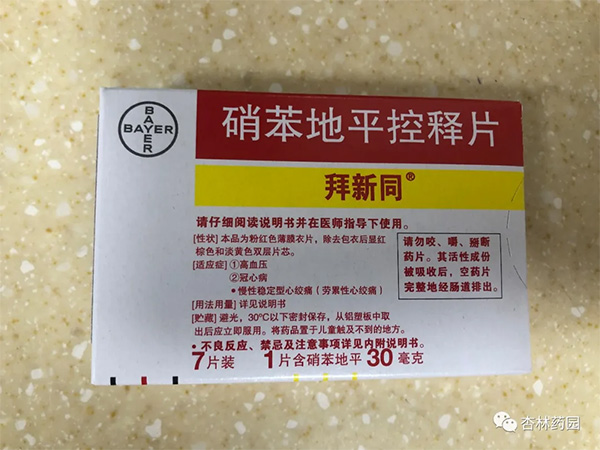 BAYER
BAYER
硝苯地平控释片
拜新同®
请仔细阅读说明书并在医师指导下使用。
[性状] 本品为粉红色薄膜衣片，除去包衣后显红
棕色和淡黄色双层片芯。
[适应症] ①高血压
②冠心病
• 慢性稳定型心绞痛（劳累性心绞痛）
[用法用量] 详见说明书
[贮藏] 避光，30℃以下密封保存，从铝塑板中取
出后应立即服用。将药品置于儿童触及不到的地方。
• 不良反应、禁忌及注意事项详见内附说明书。
7片装 1片含硝苯地平 30 毫克
请勿咬、嚼、掰断
药片。其活性成份
被吸收后，空药片
完整地经肠道排出。
杏林药园